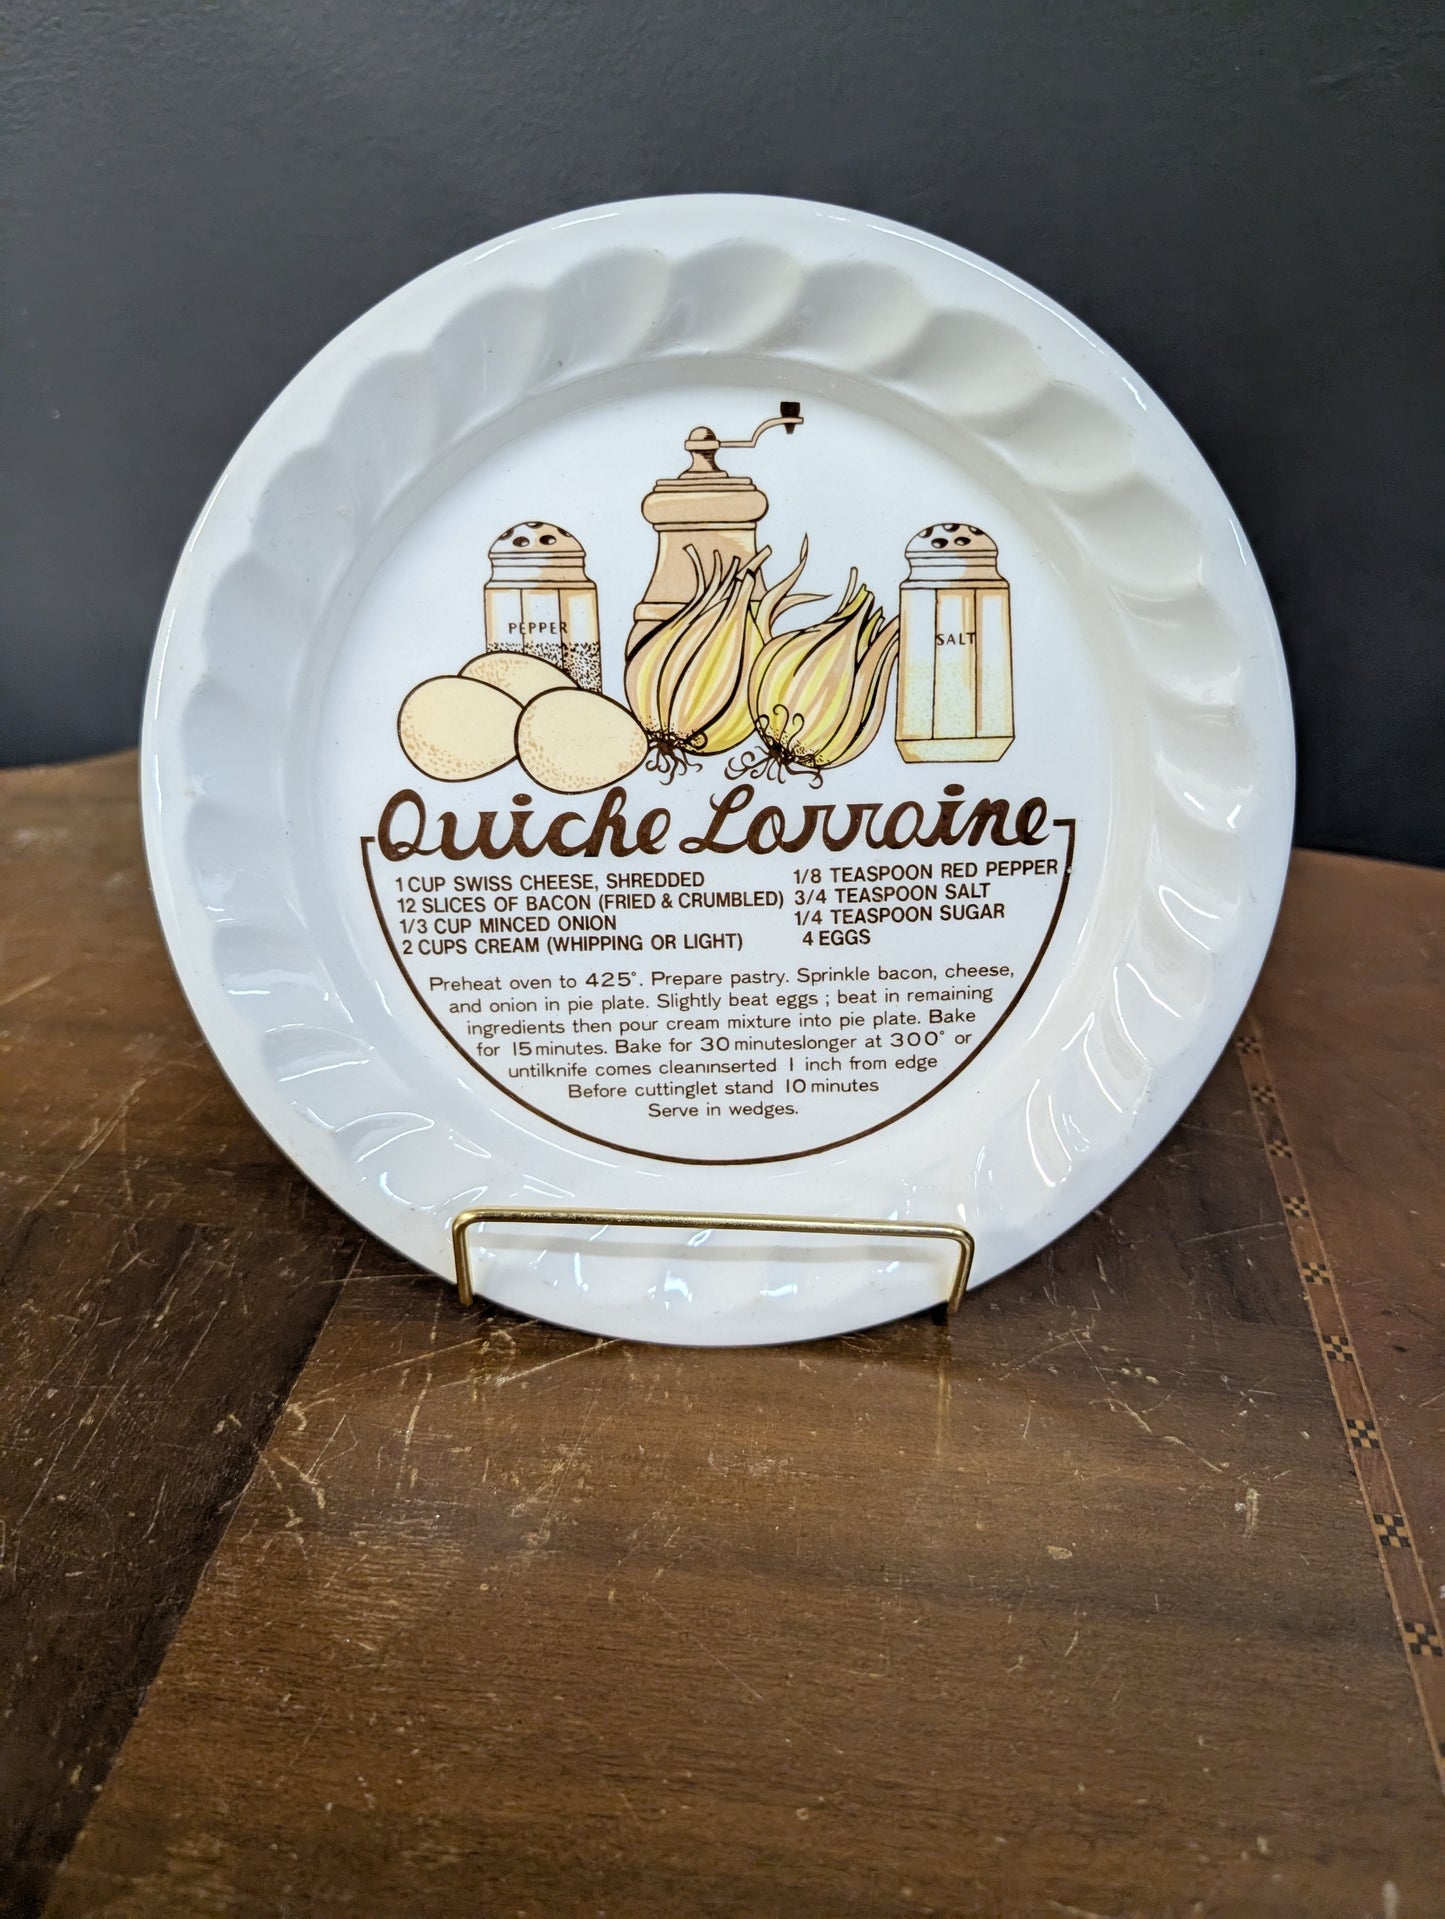 PEPPER
SALT
Quiche Lorraine
1 CUP SWISS CHEESE, SHREDDED
12 SLICES OF BACON (FRIED & CRUMBLED)
1/3 CUP MINCED ONION
2 CUPS CREAM (WHIPPING OR LIGHT)
1/8 TEASPOON RED PEPPER
3/4 TEASPOON SALT
1/4 TEASPOON SUGAR
4 EGGS
Preheat oven to 425°. Prepare pastry. Sprinkle bacon, cheese,
and onion in pie plate. Slightly beat eggs ; beat in remaining
ingredients then pour cream mixture into pie plate. Bake
for 15 minutes. Bake for 30 minuteslonger at 300° or
untilknife comes cleaninserted 1 inch from edge
Before cuttinglet stand 10 minutes
Serve in wedges.